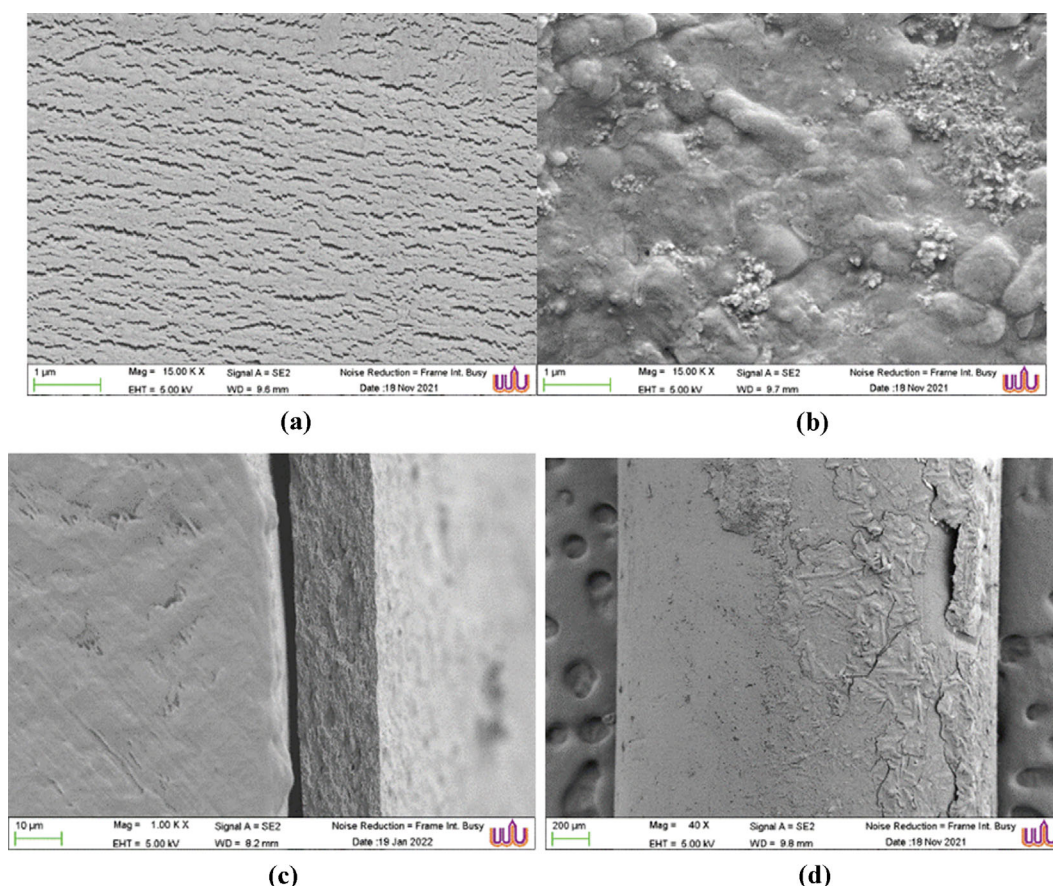 1 µm Mag = 15.00 K X Signal A = SE2 Noise Reduction = Frame Int. Busy
EHT = 5.00 kV WD = 9.6 mm Date :18 Nov 2021
1 µm Mag = 15.00 K X Signal A = SE2 Noise Reduction = Frame Int. Busy
EHT = 5.00 kV WD = 9.7 mm Date :18 Nov 2021
(a)
(b)
10 µm Mag = 1.00 K X Signal A = SE2 Noise Reduction = Frame Int. Busy
EHT = 5.00 kV WD = 8.2 mm Date :19 Jan 2022
200 µm Mag = 40 X Signal A = SE2 Noise Reduction = Frame Int. Busy
EHT = 5.00 kV WD = 9.8 mm Date :18 Nov 2021
(c)
(d)